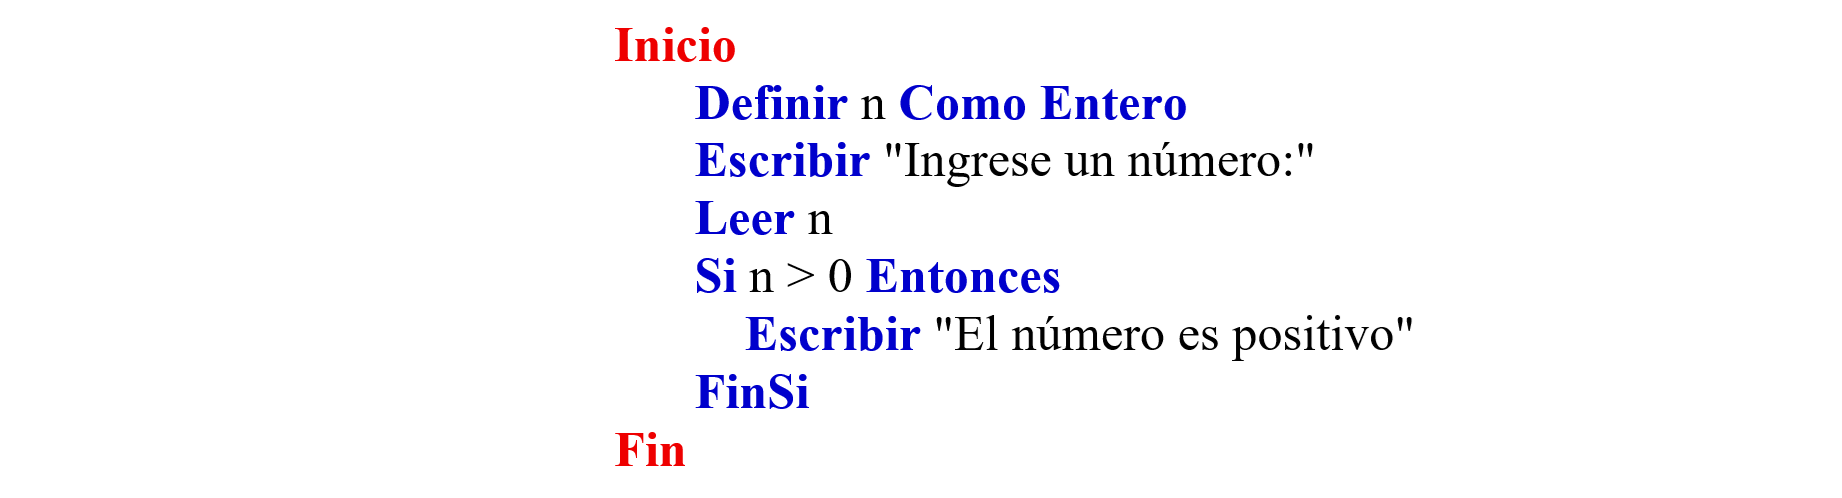 Inicio
Definir n Como Entero
Escribir "Ingrese un número:"
Leer n
Si n > 0 Entonces
Escribir "El número es positivo"
FinSi
Fin